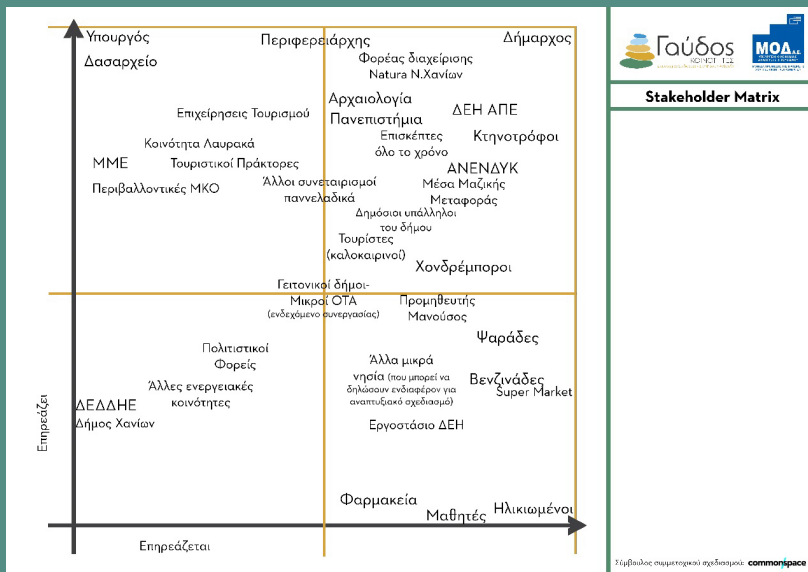 Υπουργός
Περιφερειάρχης
Δήμαρχος
Δασαρχείο
Φορέας διαχείρισης
Natura Ν.Χανίων
Αρχαιολογία
Πανεπιστήμια
ΔΕΗ ΑΠΕ
Επιχείρησεις Τουρισμού
Επισκέπτες
όλο το χρόνο
Κτηνοτρόφοι
Κοινότητα Λαυρακά
ΜΜΕ
Τουριστικοί Πράκτορες
ΑΝΕΝΔΥΚ
Περιβαλλοντικές ΜΚΟ
Άλλοι συνεταιρισμοί
παννελαδικά
Μέσα Μαζικής
Μεταφοράς
Δημόσιοι υπάλληλοι
του δήμου
Τουρίστες
(καλοκαιρινοί)
Χονδρέμποροι
Γειτονικοί δήμοι-
Μικροί ΟΤΑ
(ενδεχόμενο συνεργασίας)
Προμηθευτής
Μανούσος
Ψαράδες
Πολιτιστικοί
Φορείς
Άλλα μικρά
νησία (που μπορεί να
δηλώσουν ενδιαφέρον για
αναπτυξιακό σχεδιασμό)
Βενζινάδες
Super Market
Άλλες ενεργειακές
κοινότητες
ΔΕΔΔΗΕ
Δήμος Χανίων
Εργοστάσιο ΔΕΗ
Φαρμακεία
Μαθητές
Ηλικιωμένοι
Επηρεάζει
Επηρεάζεται
Γαύδος
ΚΟΙΝΟΤΗΤΕΣ
ΜΟΔ Α.Ε.
Stakeholder Matrix
Σύμβουλος συμμετοχικού σχεδιασμού: commonspace